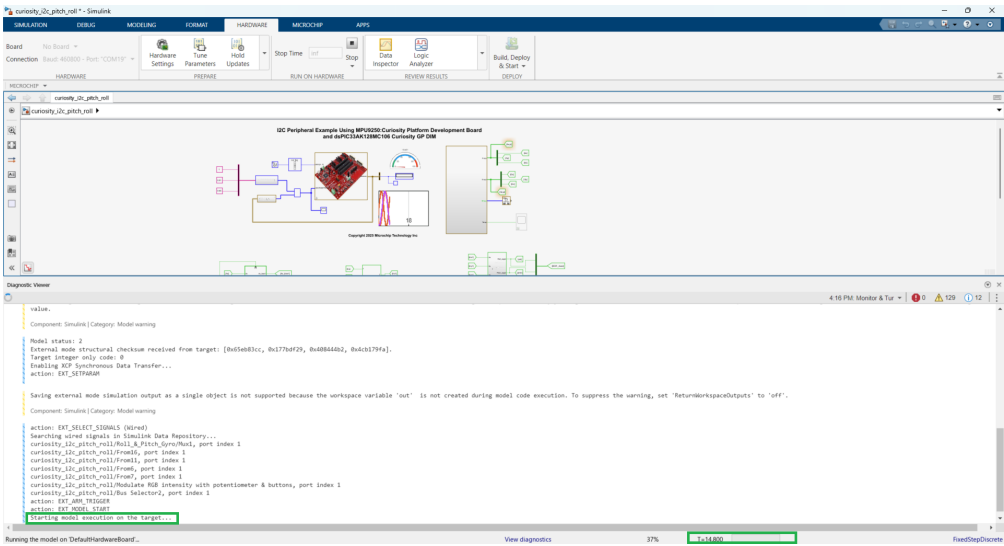 curiosity_i2c_pitch_roll * - Simulink
SIMULATION DEBUG MODELING FORMAT HARDWARE MICROCHIP APPS
Board No Board
Connection Baud: 460800 - Port: "COM19"
Hardware Settings
Tune Parameters
Hold Updates
Stop Time inf
Stop
Data Inspector
Logic Analyzer
Build, Deploy & Start
HARDWARE PREPARE RUN ON HARDWARE REVIEW RESULTS DEPLOY
MICROCHIP
curiosity_i2c_pitch_roll
curiosity_i2c_pitch_roll
I2C Peripheral Example Using MPU9250:Curiosity Platform Development Board
and dsPIC33AK128MC106 Curiosity GP DIM
10
Copyright 2025 Microchip Technology Inc
Diagnostic Viewer
4:16 PM: Monitor & Tur 0 129 12
value.
Component: Simulink | Category: Model warning
Model status: 2
External mode structural checksum received from target: [0x65eb83cc, 0x177bdf29, 0x408444b2, 0x4cb179fa].
Target integer only code: 0
Enabling XCP Synchronous Data Transfer...
action: EXT_SETPARAM
Saving external mode simulation output as a single object is not supported because the workspace variable 'out' is not created during model code execution. To suppress the warning, set 'ReturnWorkspaceOutputs' to 'off'.
Component: Simulink | Category: Model warning
action: EXT_SELECT_SIGNALS (Wired)
Searching wired signals in Simulink Data Repository...
curiosity_i2c_pitch_roll/Roll_&_Pitch_Gyro/Mux1, port index 1
curiosity_i2c_pitch_roll/From16, port index 1
curiosity_i2c_pitch_roll/From11, port index 1
curiosity_i2c_pitch_roll/From6, port index 1
curiosity_i2c_pitch_roll/From7, port index 1
curiosity_i2c_pitch_roll/Modulate RGB intensity with potentiometer & buttons, port index 1
curiosity_i2c_pitch_roll/Bus Selector2, port index 1
action: EXT_ARM_TRIGGER
action: EXT_MODEL_START
Starting model execution on the target...
Running the model on 'DefaultHardwareBoard'... View diagnostics 37% T=14.800 FixedStepDiscrete